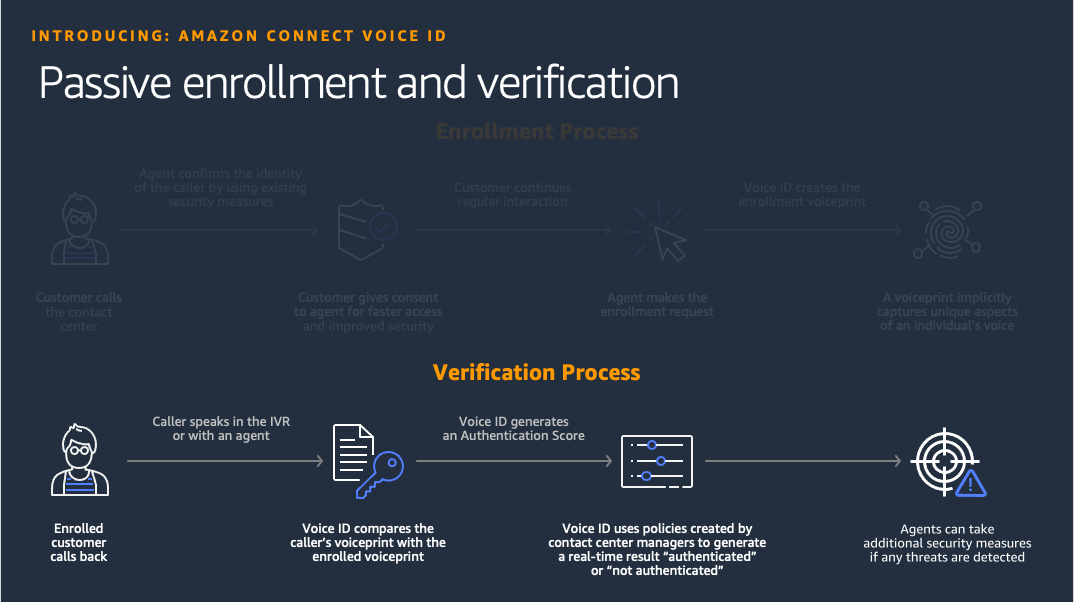 INTRODUCING: AMAZON CONNECT VOICE ID
Passive enrollment and verification
Enrollment Process
Agent confirms the identity
of the caller by using existing
security measures
Customer continues
regular interaction
Voice ID creates the
enrollment voiceprint
Customer calls
the contact
center
Customer gives consent
to agent for faster access
and improved security
Agent makes the
enrollment request
A voiceprint implicitly
captures unique aspects
of an individual's voice
Verification Process
Caller speaks in the IVR
or with an agent
Voice ID generates
an Authentication Score
Enrolled
customer
calls back
Voice ID compares the
caller's voiceprint with the
enrolled voiceprint
Voice ID uses policies created by
contact center managers to generate
a real-time result “authenticated”
or “not authenticated”
Agents can take
additional security measures
if any threats are detected